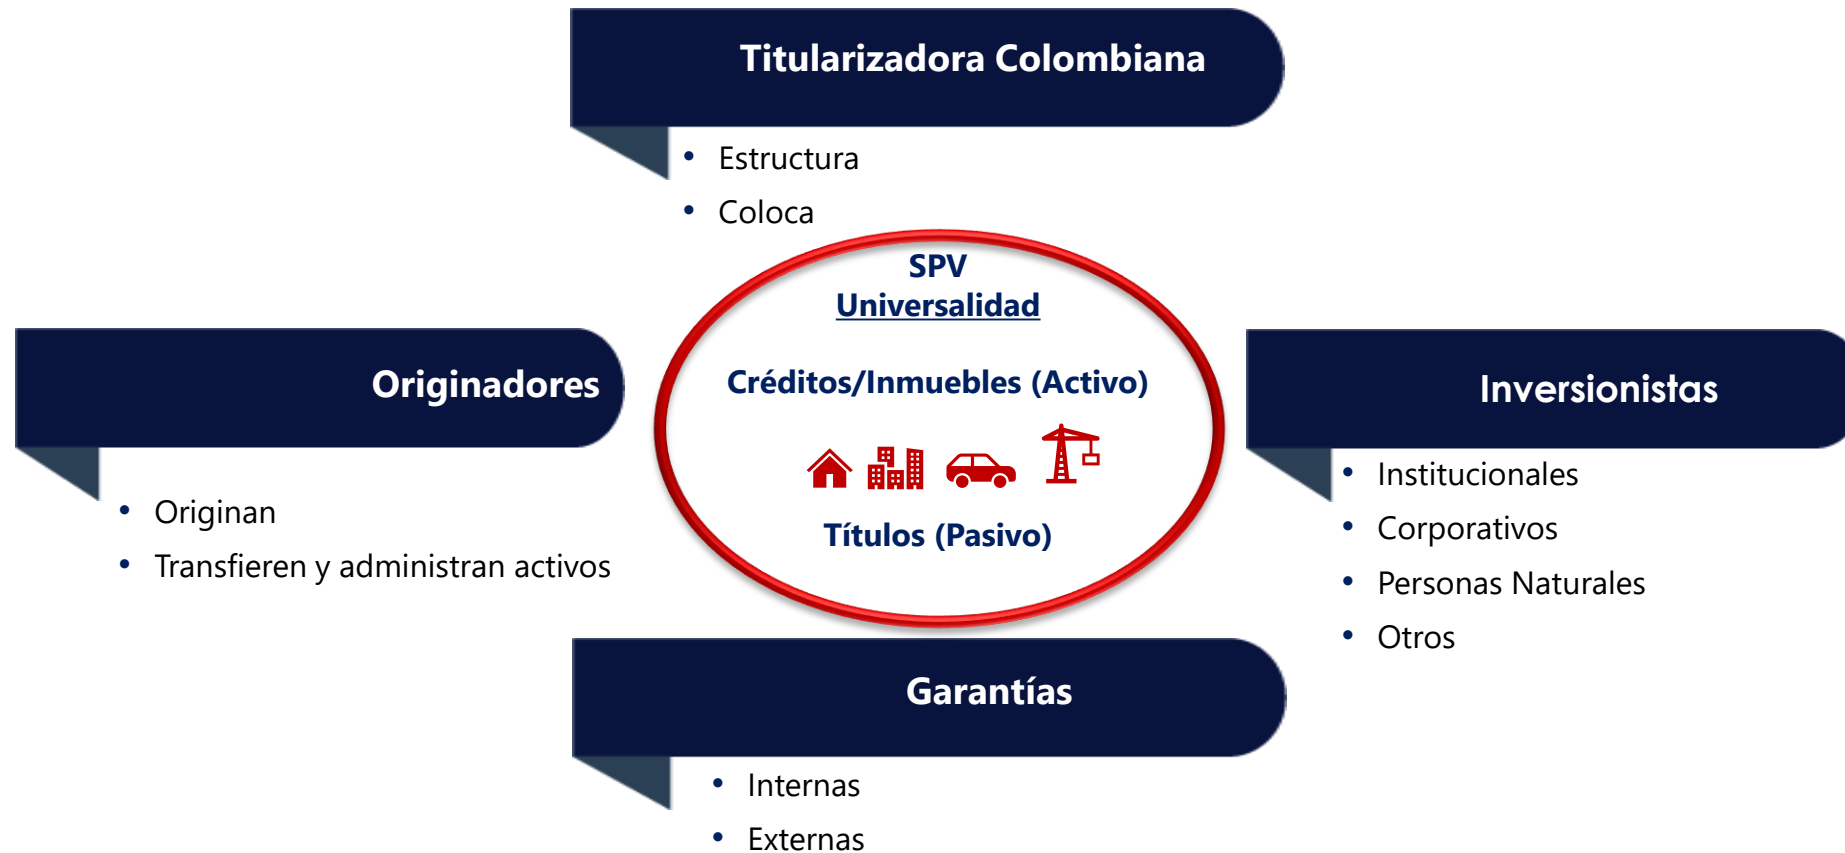 Titularizadora Colombiana
• Estructura
• Coloca
SPV
Universalidad
Créditos/Inmuebles (Activo)
Títulos (Pasivo)
Originadores
• Originan
• Transfieren y administran activos
Inversionistas
• Institucionales
• Corporativos
• Personas Naturales
• Otros
Garantías
• Internas
• Externas